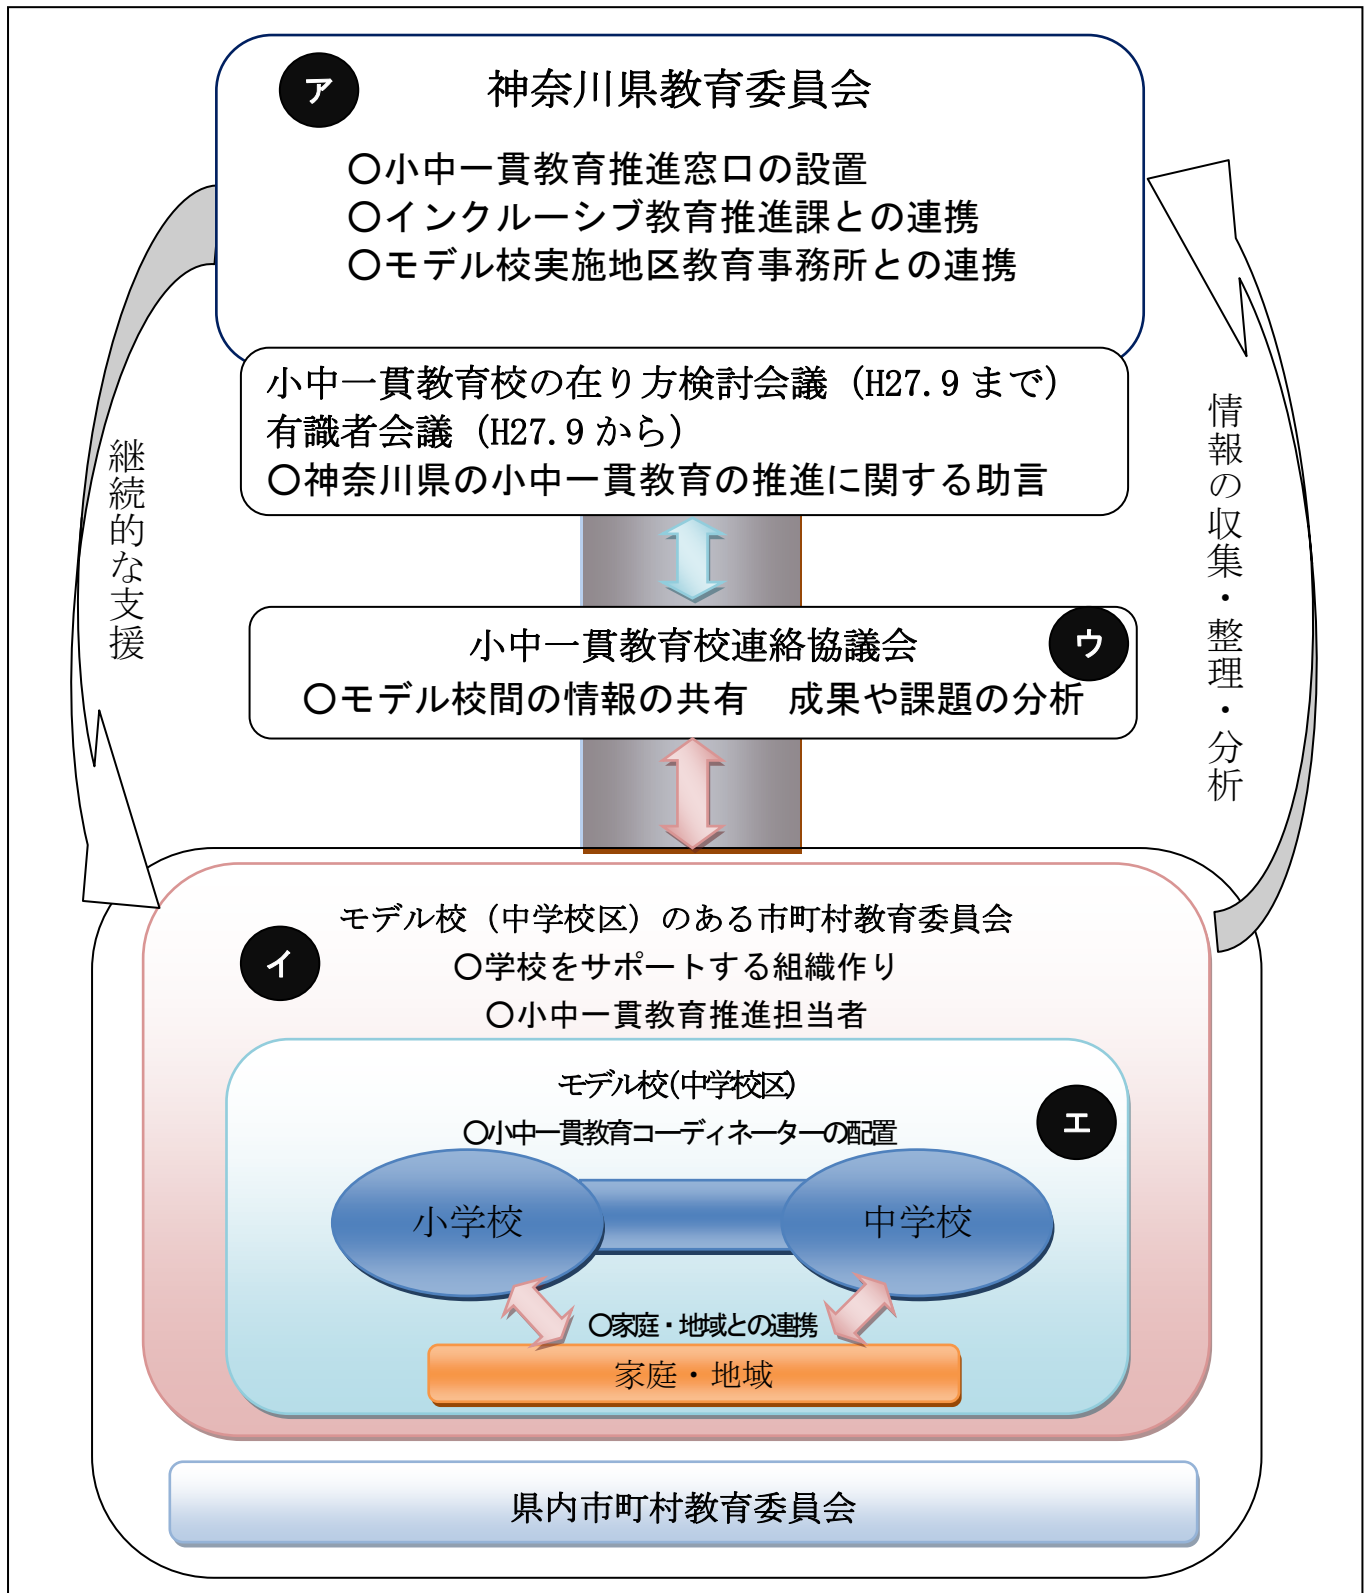 ア
神奈川県教育委員会
○小中一貫教育推進窓口の設置
○インクルーシブ教育推進課との連携
○モデル校実施地区教育事務所との連携
小中一貫教育校の在り方検討会議（H27.9 まで）
有識者会議（H27.9 から）
○神奈川県の小中一貫教育の推進に関する助言
継続的な支援
情報の収集・整理・分析
小中一貫教育校連絡協議会
ウ
○モデル校間の情報の共有　成果や課題の分析
モデル校（中学校区）のある市町村教育委員会
イ
○学校をサポートする組織作り
○小中一貫教育推進担当者
モデル校(中学校区)
エ
○小中一貫教育コーディネーターの配置
小学校
中学校
○家庭・地域との連携
家庭・地域
県内市町村教育委員会